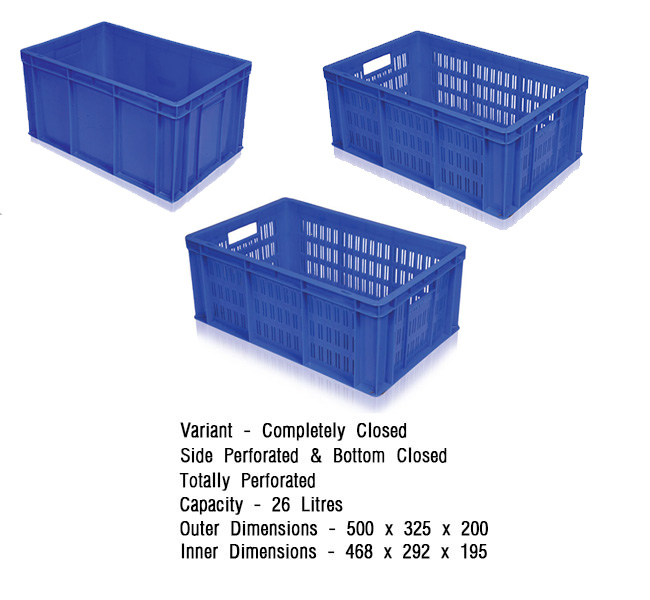 Variant - Completely Closed
Side Perforated & Bottom Closed
Totally Perforated
Capacity - 26 Litres
Outer Dimensions - 500 x 325 x 200
Inner Dimensions - 468 x 292 x 195